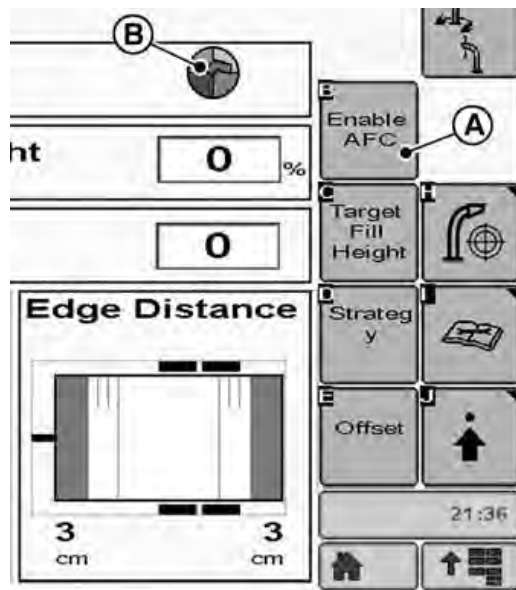 B
B
Enable
AFC
A
ht
0
%
C
Target
Fill
Height
H
0
Edge Distance
D
Strateg
y
I
E
Offset
J
3
cm
3
cm
21:36